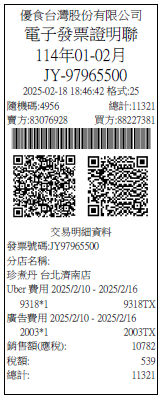 優食台灣股份有限公司
電子發票證明聯
114年01-02月
JY-97965500
2025-02-18 18:46:42 格式:25
隨機碼:4956 總計:11321
賣方:83076928 買方:88227381
交易明細資料
發票號碼:JY97965500
分店名稱:
珍煮丹 台北濟南店
Uber 費用 2025/2/10 - 2025/2/16
9318*1 9318TX
廣告費用 2025/2/10 - 2025/2/16
2003*1 2003TX
銷售額(應稅): 10782
稅額: 539
總計: 11321